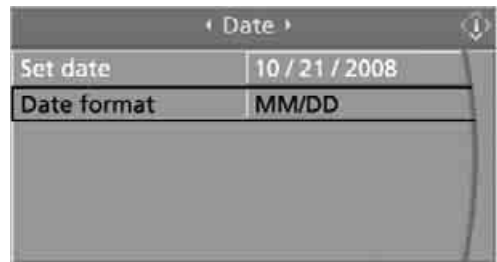 Date
Set date 10 / 21 / 2008
Date format MM/DD